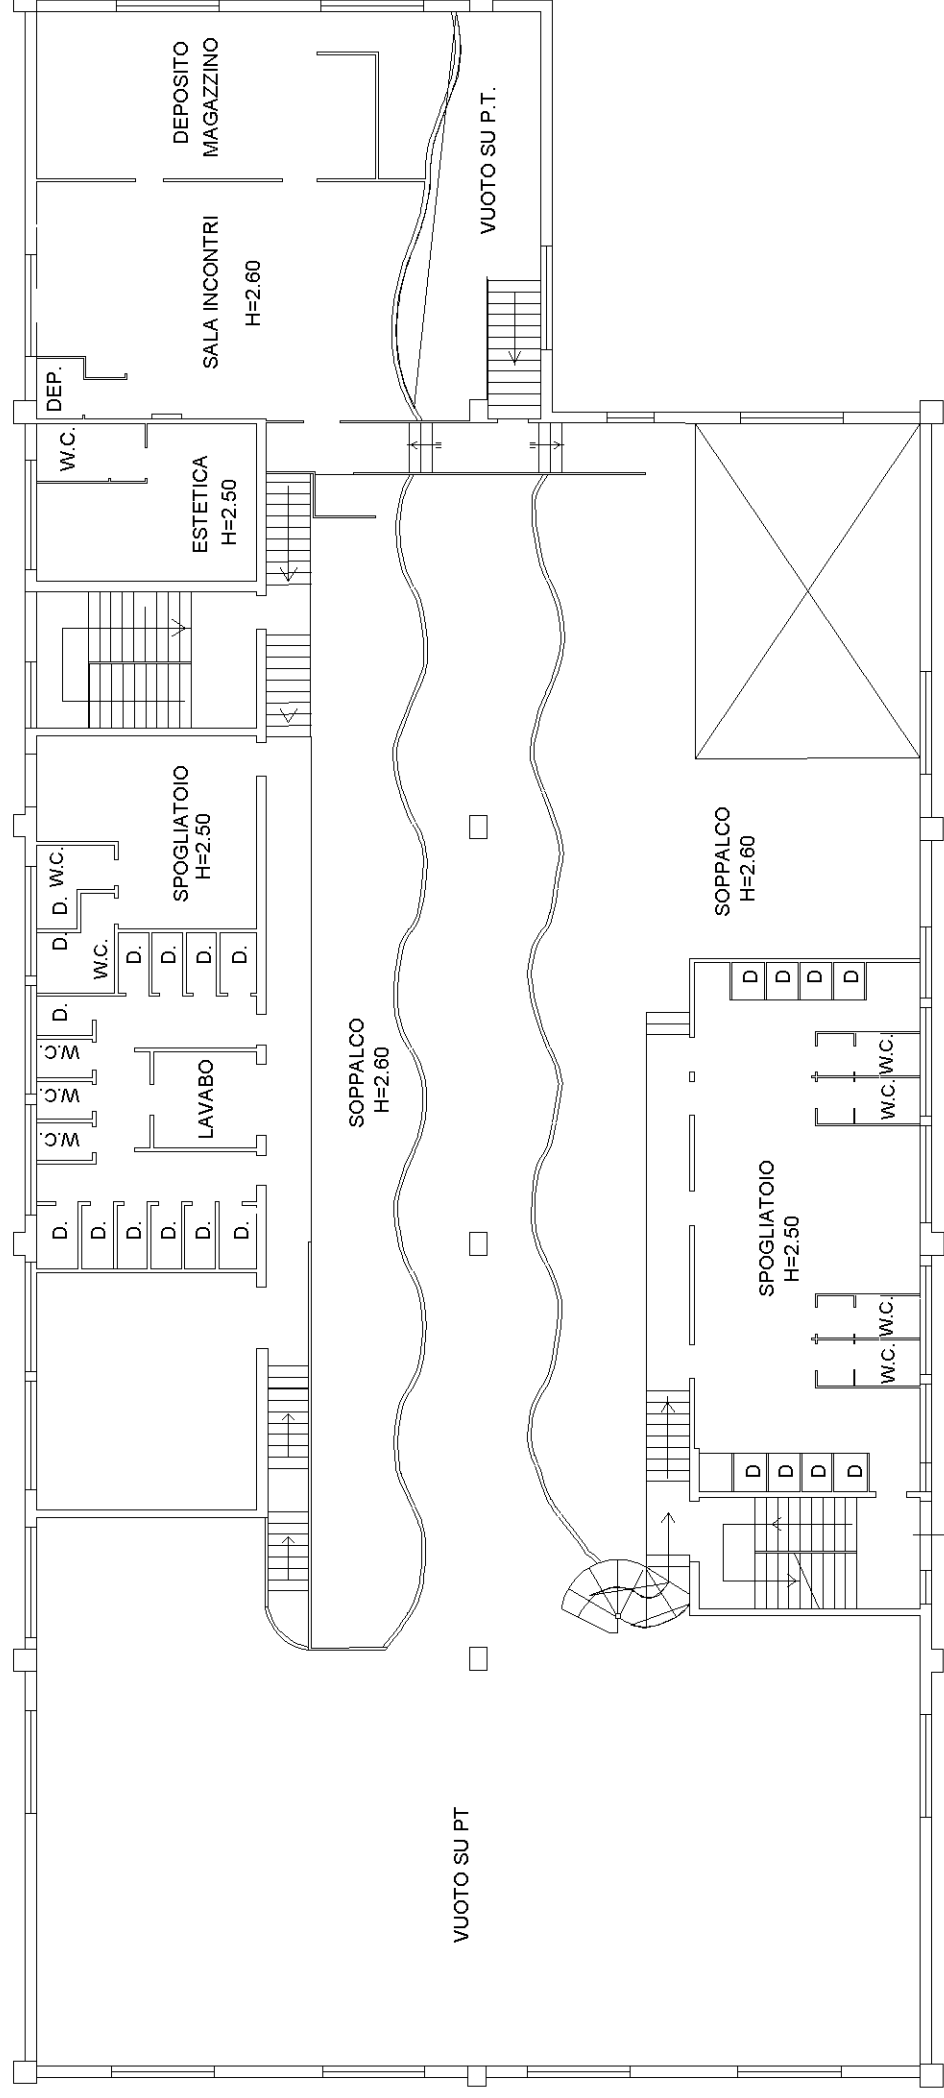 DEPOSITO
MAGAZZINO
VUOTO SU P.T.
SALA INCONTRI
H=2.60
DEP.
W.C.
ESTETICA
H=2.50
SPOGLIATOIO
H=2.50
W.C.
D.
D.
W.C.
D.
D.
D.
D.
D.
W.C.
W.C.
W.C.
LAVABO
D.
D.
D.
D.
D.
D.
SOPPALCO
H=2.60
SOPPALCO
H=2.60
D
D
D
D
W.C.
W.C.
SPOGLIATOIO
H=2.50
W.C.
W.C.
D
D
D
D
VUOTO SU PT